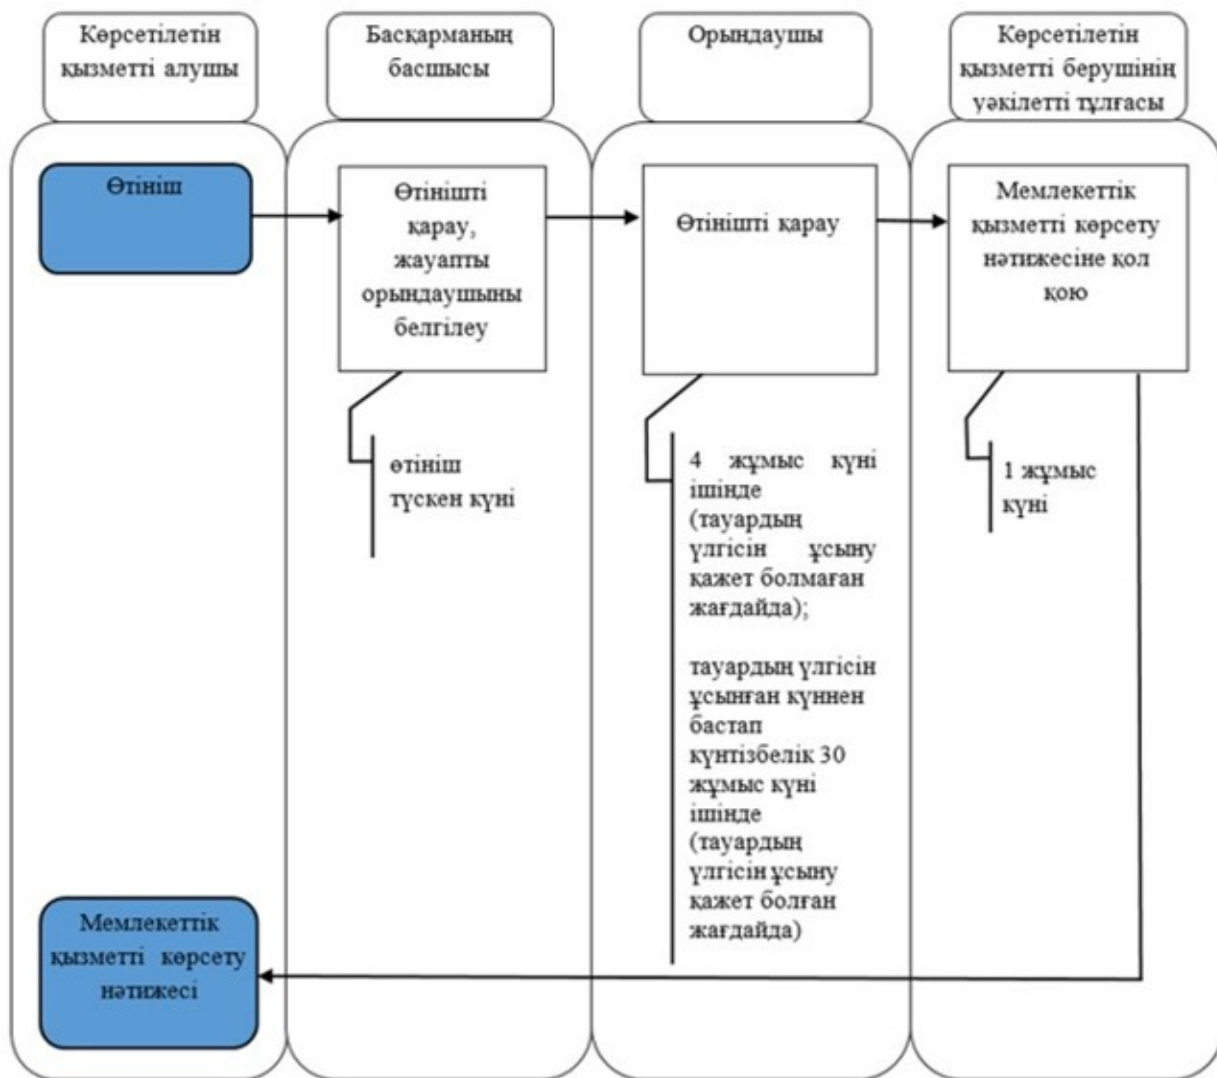 Көрсетілетін
қызметті алушы
Басқарманың
басшысы
Орындаушы
Көрсетілетін
қызметті берушінің
уәкілетті тұлғасы
Өтініш
Өтінішті
қарау,
жауапты
орындаушыны
белгілеу
Өтінішті қарау
Мемлекеттік
қызметті көрсету
нәтижесіне қол
қою
өтініш
түскен күні
4 жұмыс күні
ішінде
(тауардың
үлгісін ұсыну
қажет болмаған
жағдайда);
тауардың үлгісін
ұсынған күннен
бастап
күнтізбелік 30
жұмыс күні
ішінде
(тауардың
үлгісін ұсыну
қажет болған
жағдайда)
1 жұмыс
күні
Мемлекеттік
қызметті көрсету
нәтижесі